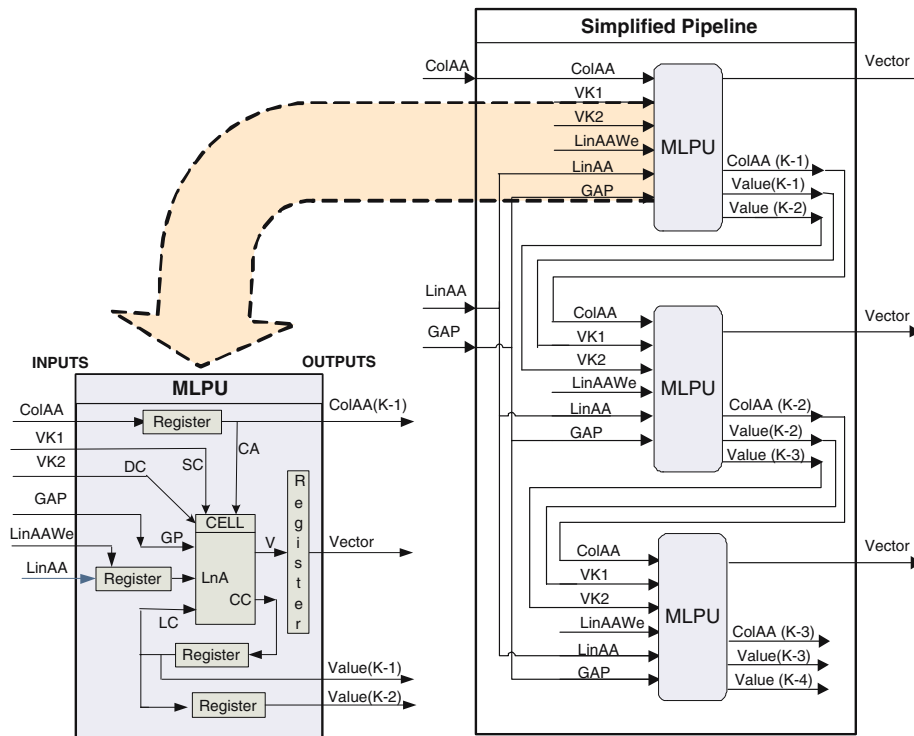 Simplified Pipeline
ColAA
ColAA
VK1
VK2
LinAAWe
LinAA
GAP
MLPU
Vector
ColAA (K-1)
Value(K-1)
Value (K-2)
LinAA
GAP
ColAA
VK1
VK2
LinAAWe
LinAA
GAP
MLPU
Vector
ColAA (K-2)
Value(K-2)
Value (K-3)
ColAA
VK1
VK2
LinAAWe
LinAA
GAP
MLPU
Vector
ColAA (K-3)
Value(K-3)
Value (K-4)
INPUTS
OUTPUTS
MLPU
ColAA
VK1
VK2
GAP
LinAAWe
LinAA
Register
ColAA(K-1)
DC
SC
CA
CELL
GP
LnA
V
CC
LC
Register
Register
Vector
Register
Value(K-1)
Register
Value(K-2)